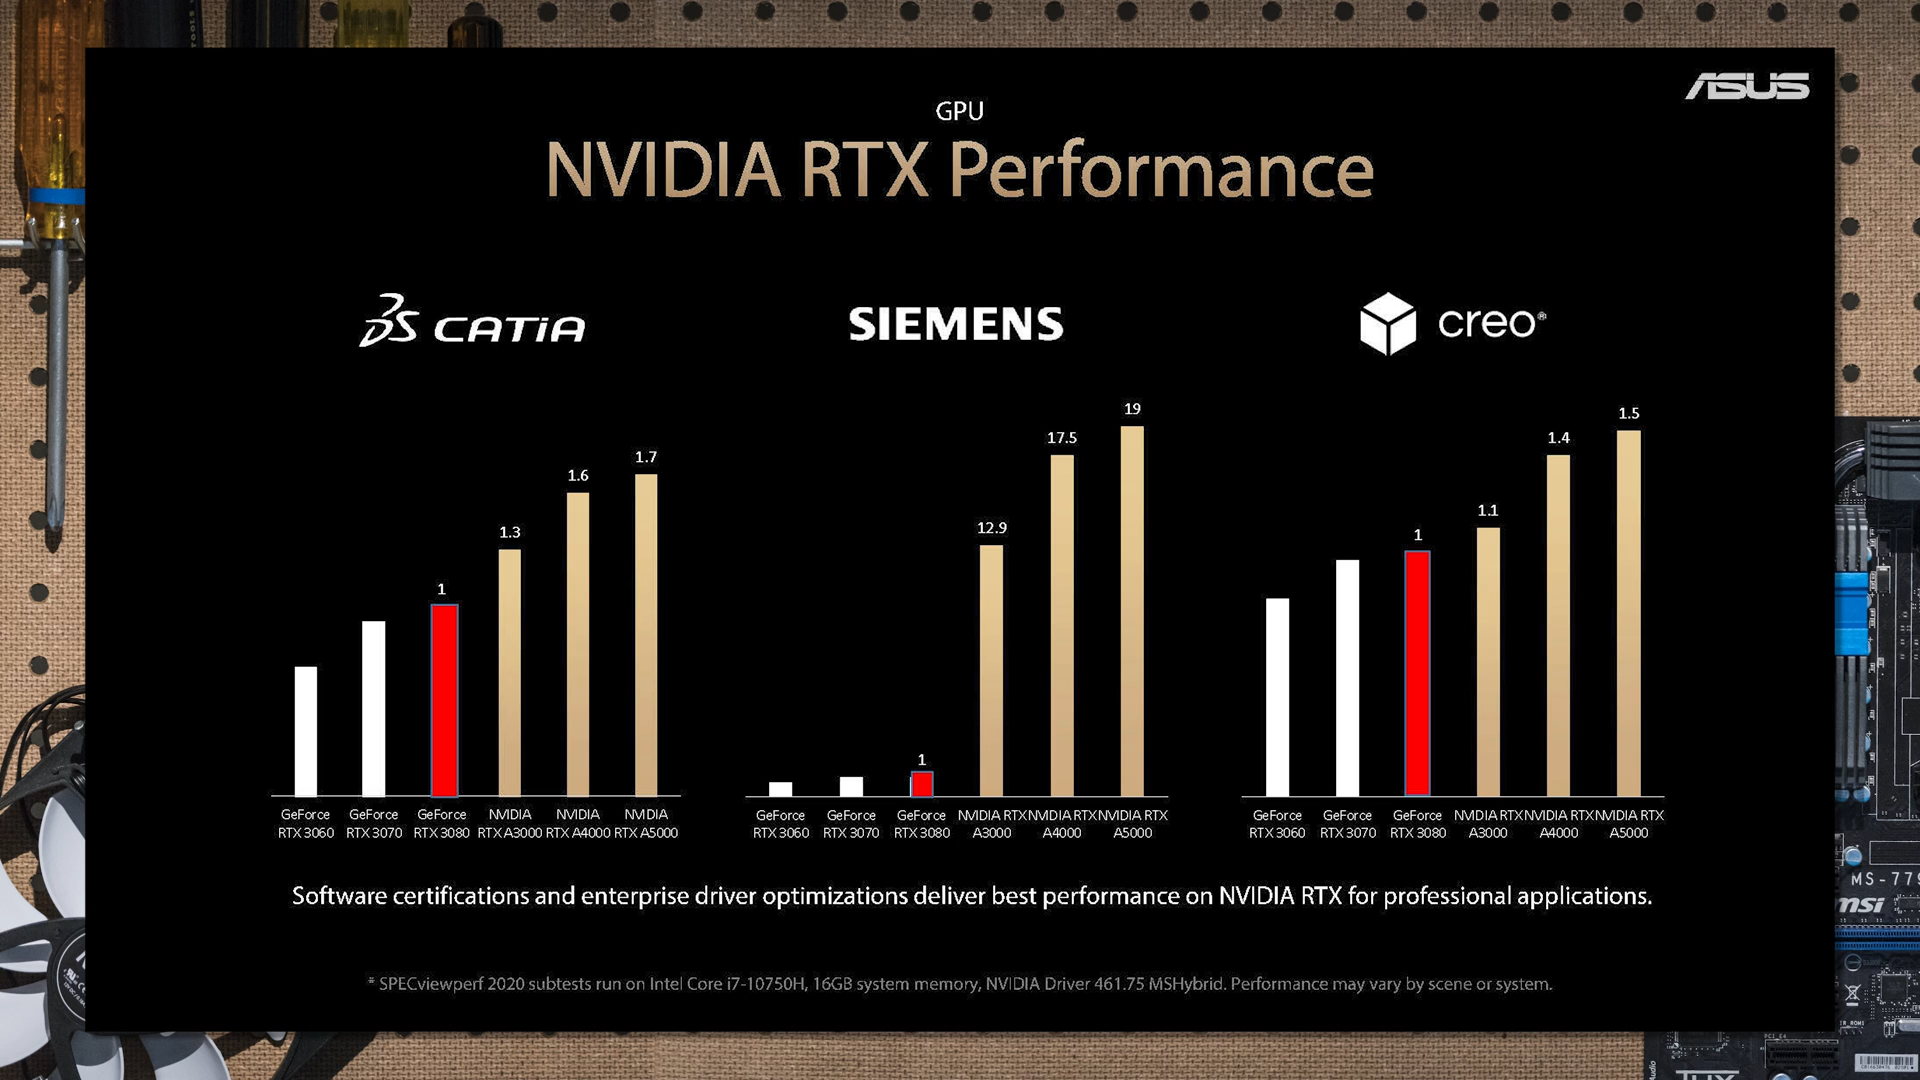 ASUS
GPU
NVIDIA RTX Performance
3DS CATIA
1
1.3
1.6
1.7
GeForce RTX 3060
GeForce RTX 3070
GeForce RTX 3080
NVIDIA RTX A3000
NVIDIA RTX A4000
NVIDIA RTX A5000
SIEMENS
1
12.9
17.5
19
GeForce RTX 3060
GeForce RTX 3070
GeForce RTX 3080
NVIDIA RTX A3000
NVIDIA RTX A4000
NVIDIA RTX A5000
creo®
1
1.1
1.4
1.5
GeForce RTX 3060
GeForce RTX 3070
GeForce RTX 3080
NVIDIA RTX A3000
NVIDIA RTX A4000
NVIDIA RTX A5000
Software certifications and enterprise driver optimizations deliver best performance on NVIDIA RTX for professional applications.
* SPECviewperf 2020 subtests run on Intel Core i7-10750H, 16GB system memory, NVIDIA Driver 461.75 MSHybrid. Performance may vary by scene or system.
MS-779
msi